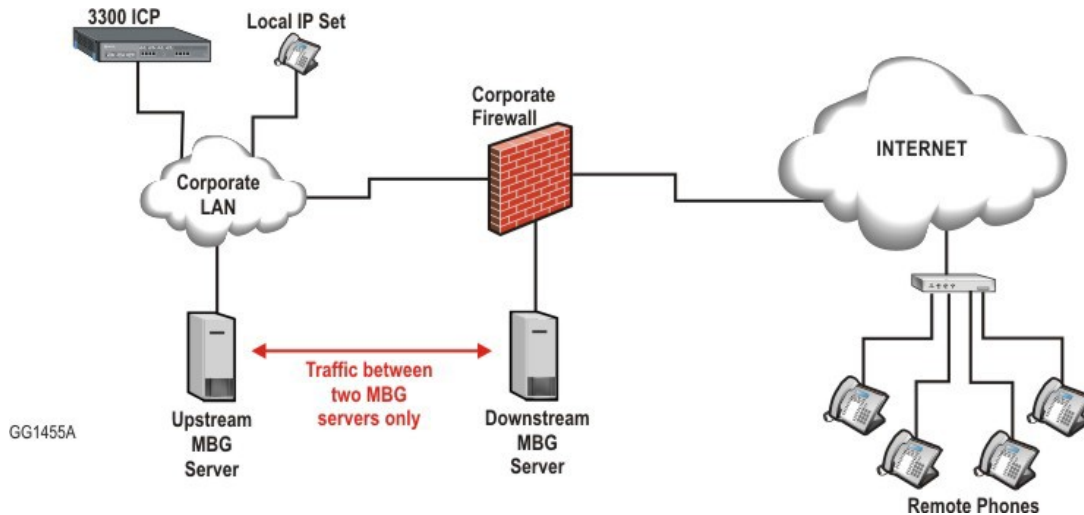 3300 ICP
Local IP Set
Corporate
Firewall
INTERNET
Corporate
LAN
Traffic between
two MBG
servers only
Upstream
MBG
Server
Downstream
MBG
Server
GG1455A
Remote Phones